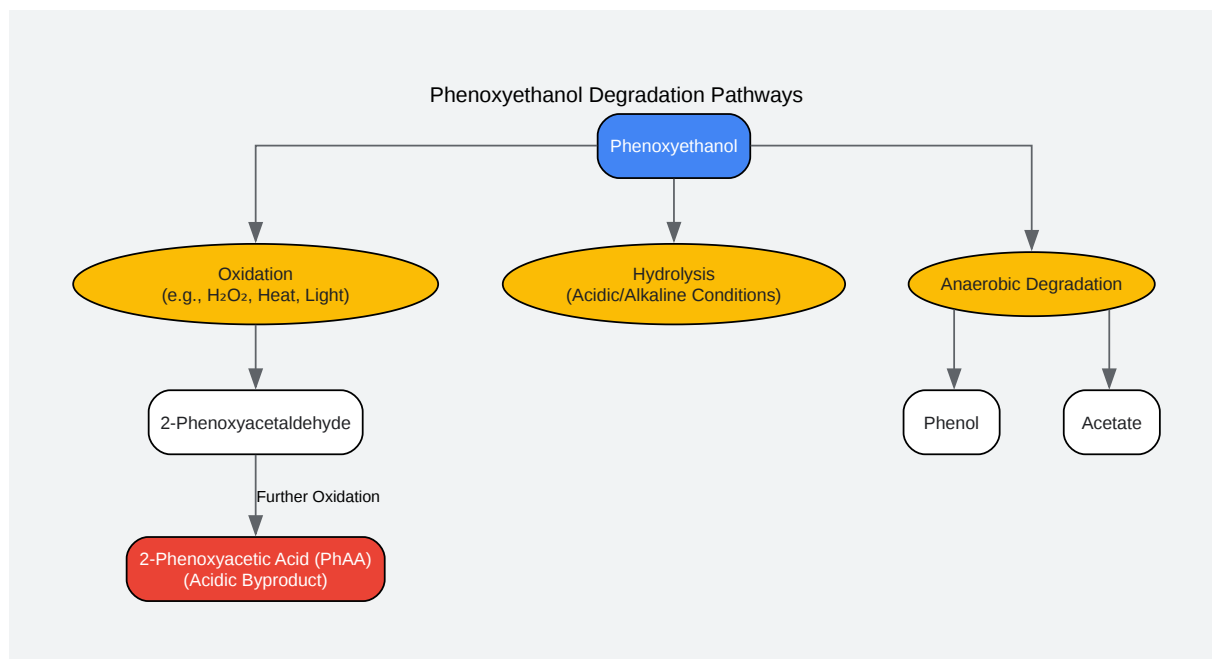 Phenoxyethanol Degradation Pathways
Phenoxyethanol
Oxidation
(e.g., H₂O₂, Heat, Light)
Hydrolysis
(Acidic/Alkaline Conditions)
Anaerobic Degradation
2-Phenoxyacetaldehyde
Phenol
Acetate
Further Oxidation
2-Phenoxyacetic Acid (PhAA)
(Acidic Byproduct)